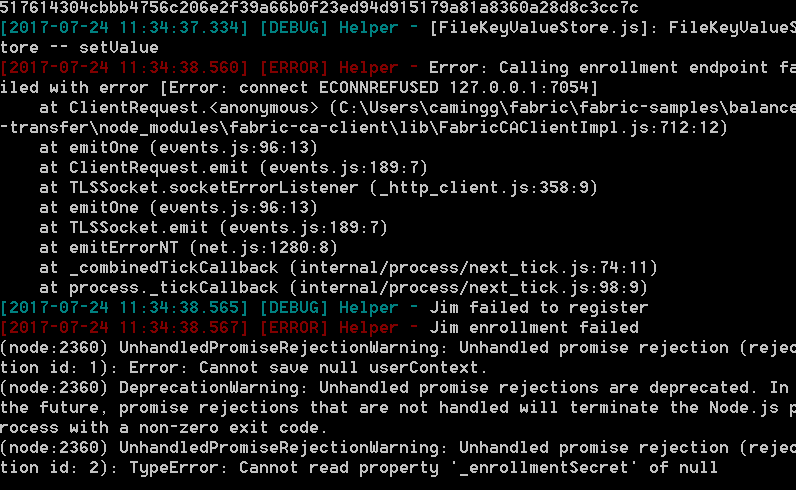 517614304cbbb4756c206e2f39a66b0f23ed94d915179a81a8360a28d8c3cc7c
[2017-07-24 11:34:37.334] [DEBUG] Helper - [FileKeyValueStore.js]: FileKeyValueS
tore -- setValue
[2017-07-24 11:34:38.560] [ERROR] Helper - Error: Calling enrollment endpoint fa
iled with error [Error: connect ECONNREFUSED 127.0.0.1:7054]
    at ClientRequest.<anonymous> (C:\Users\camingg\fabric\fabric-samples\balance
-transfer\node_modules\fabric-ca-client\lib\FabricCAClientImpl.js:712:12)
    at emitOne (events.js:96:13)
    at ClientRequest.emit (events.js:189:7)
    at TLSSocket.socketErrorListener (_http_client.js:358:9)
    at emitOne (events.js:96:13)
    at TLSSocket.emit (events.js:189:7)
    at emitErrorNT (net.js:1280:8)
    at _combinedTickCallback (internal/process/next_tick.js:74:11)
    at process._tickCallback (internal/process/next_tick.js:98:9)
[2017-07-24 11:34:38.565] [DEBUG] Helper - Jim failed to register
[2017-07-24 11:34:38.567] [ERROR] Helper - Jim enrollment failed
(node:2360) UnhandledPromiseRejectionWarning: Unhandled promise rejection (rejec
tion id: 1): Error: Cannot save null userContext.
(node:2360) DeprecationWarning: Unhandled promise rejections are deprecated. In
the future, promise rejections that are not handled will terminate the Node.js p
rocess with a non-zero exit code.
(node:2360) UnhandledPromiseRejectionWarning: Unhandled promise rejection (rejec
tion id: 2): TypeError: Cannot read property '_enrollmentSecret' of null